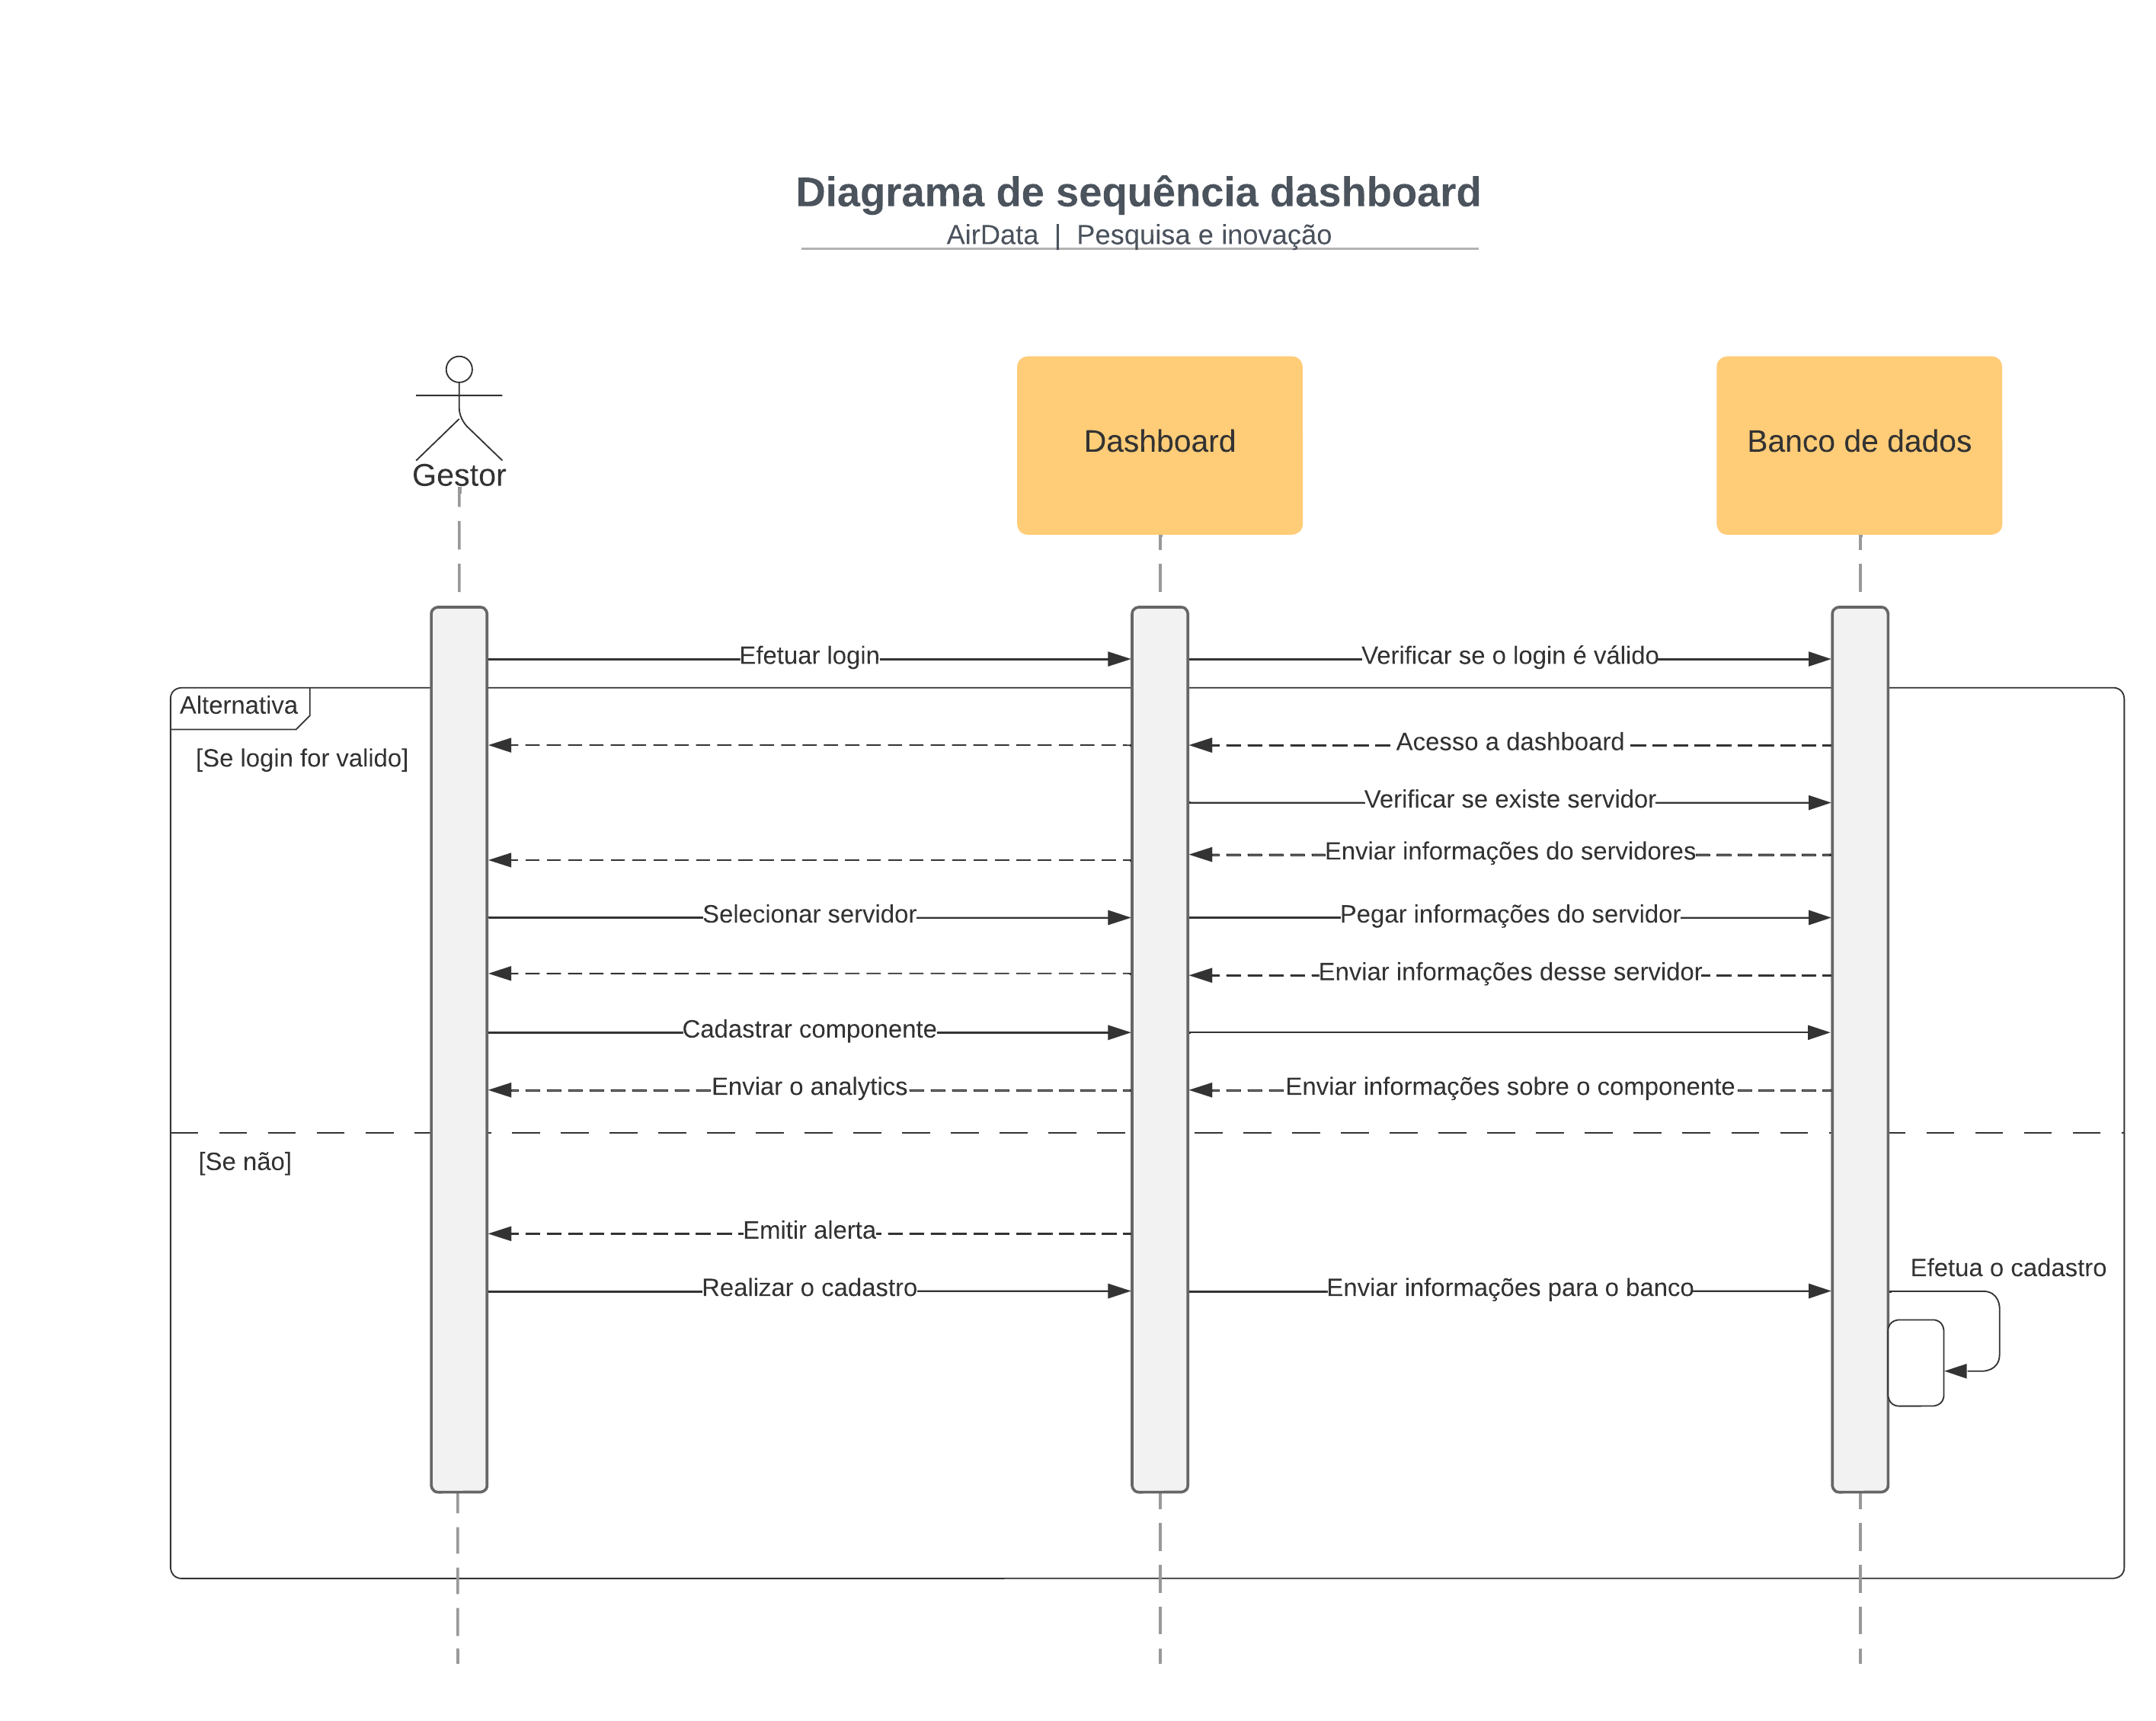 Diagrama de sequência dashboard
AirData | Pesquisa e inovação
Gestor
Dashboard
Banco de dados
Efetuar login
Verificar se o login é válido
Alternativa
[Se login for valido]
Acesso a dashboard
Verificar se existe servidor
Enviar informações do servidores
Selecionar servidor
Pegar informações do servidor
Enviar informações desse servidor
Cadastrar componente
Enviar o analytics
Enviar informações sobre o componente
[Se não]
Emitir alerta
Efetua o cadastro
Realizar o cadastro
Enviar informações para o banco